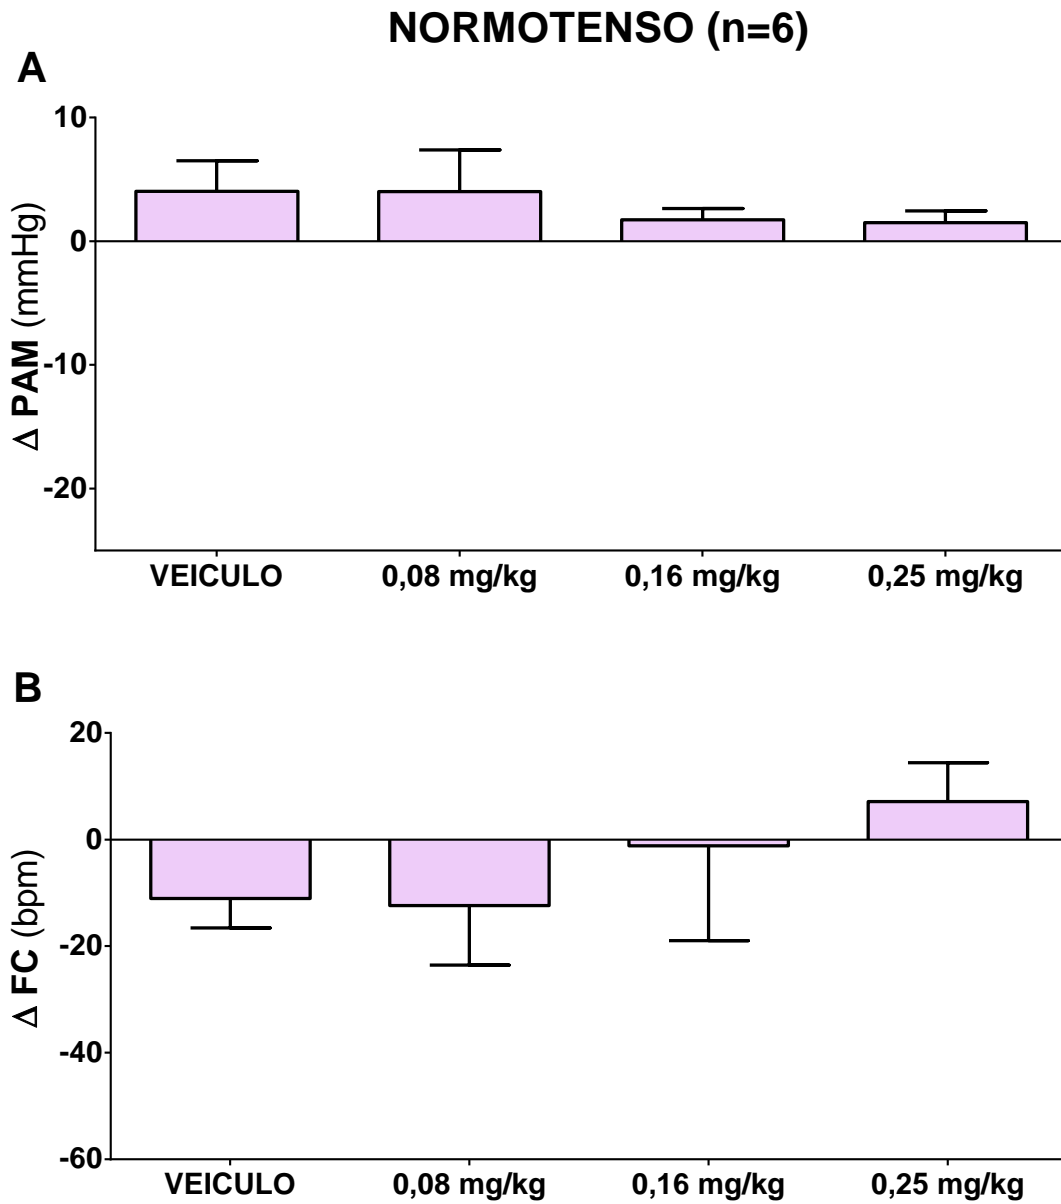 NORMOTENSO (n=6)
A
10
0
-10
-20
Δ PAM (mmHg)
VEICULO 0,08 mg/kg 0,16 mg/kg 0,25 mg/kg
B
20
0
-20
-40
-60
Δ FC (bpm)
VEICULO 0,08 mg/kg 0,16 mg/kg 0,25 mg/kg